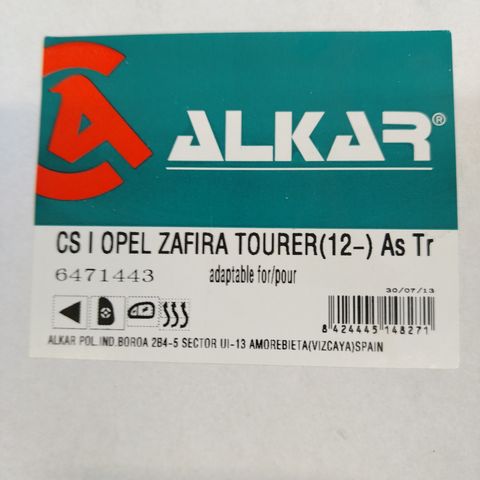 ALKAR®
CS I OPEL ZAFIRA TOURER(12-) As Tr
6471443 adaptable for/pour
30/07/13
8 424445 148271
ALKAR POL.IND.BOROA 2B4-5 SECTOR UI-13 AMOREBIETA(VIZCAYA)SPAIN